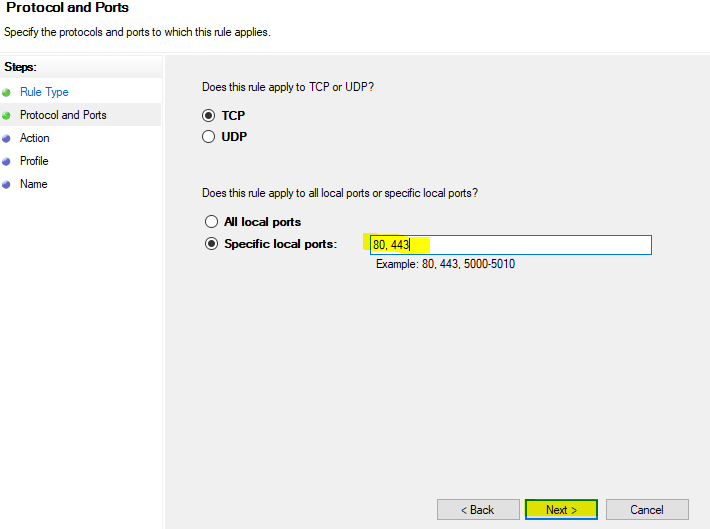 Protocol and Ports
Specify the protocols and ports to which this rule applies.
Steps:
Rule Type
Protocol and Ports
Action
Profile
Name
Does this rule apply to TCP or UDP?
TCP
UDP
Does this rule apply to all local ports or specific local ports?
All local ports
Specific local ports: 80, 443
Example: 80, 443, 5000-5010
< Back Next > Cancel